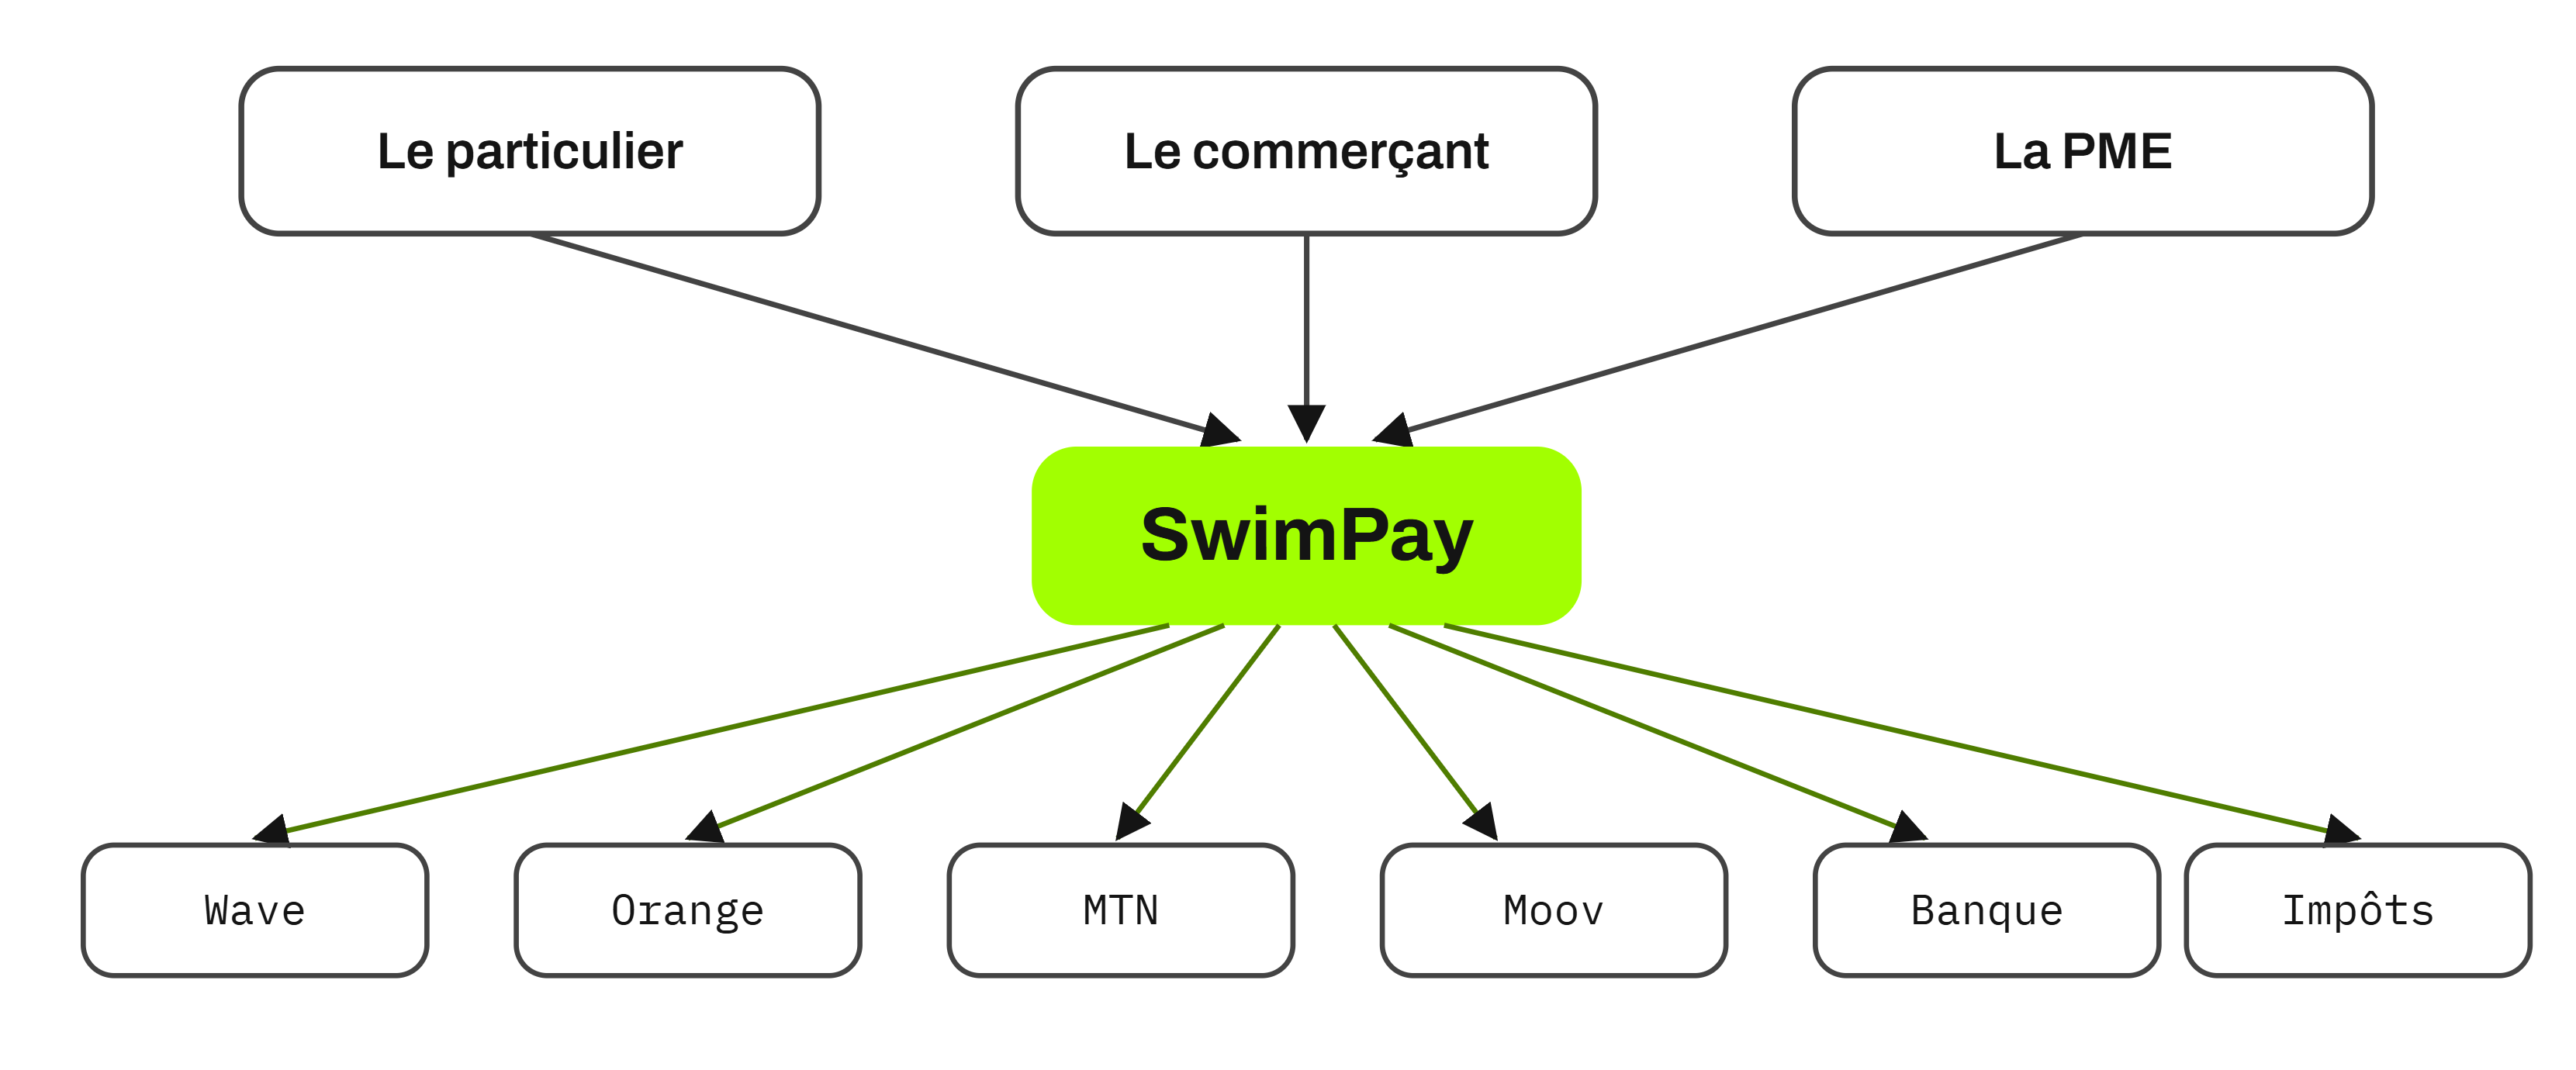 Le particulier
Le commerçant
La PME
SwimPay
Wave
Orange
MTN
Moov
Banque
Impôts